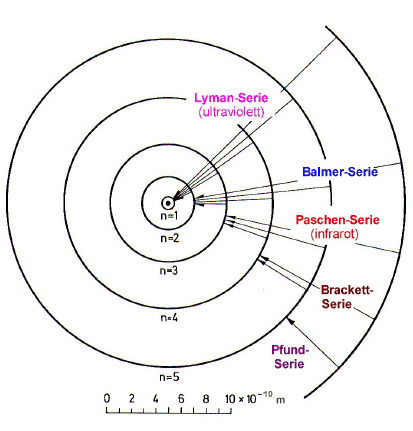 Lyman-Serie
(ultraviolett)
Balmer-Serie
n=1
Paschen-Serie
(infrarot)
n=2
n=3
Brackett-
Serie
n=4
Pfund-
Serie
n=5
0 2 4 6 8 10×10⁻¹⁰ m